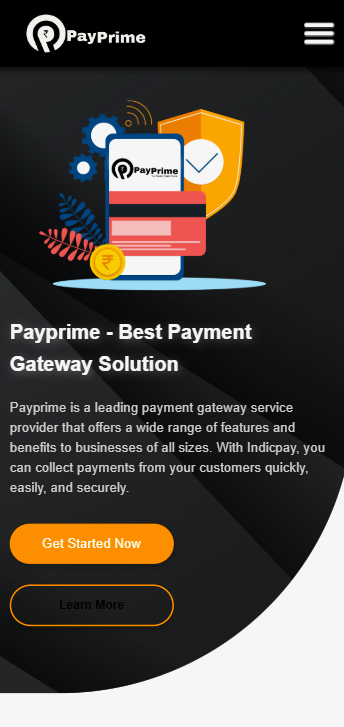 PayPrime
PayPrime
Payprime - Best Payment
Gateway Solution
Payprime is a leading payment gateway service
provider that offers a wide range of features and
benefits to businesses of all sizes. With Indicpay, you
can collect payments from your customers quickly,
easily, and securely.
Get Started Now
Learn More